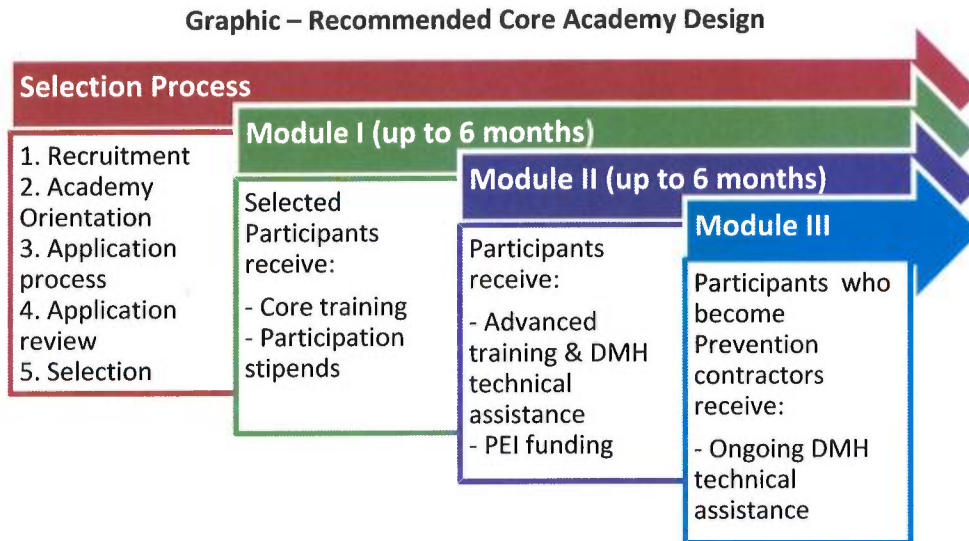 Graphic – Recommended Core Academy Design
Selection Process
1. Recruitment
2. Academy
Orientation
3. Application
process
4. Application
review
5. Selection
Module I (up to 6 months)
Selected
Participants
receive:
- Core training
- Participation
stipends
Module II (up to 6 months)
Participants
receive:
- Advanced
training & DMH
technical
assistance
- PEI funding
Module III
Participants who
become
Prevention
contractors
receive:
- Ongoing DMH
technical
assistance